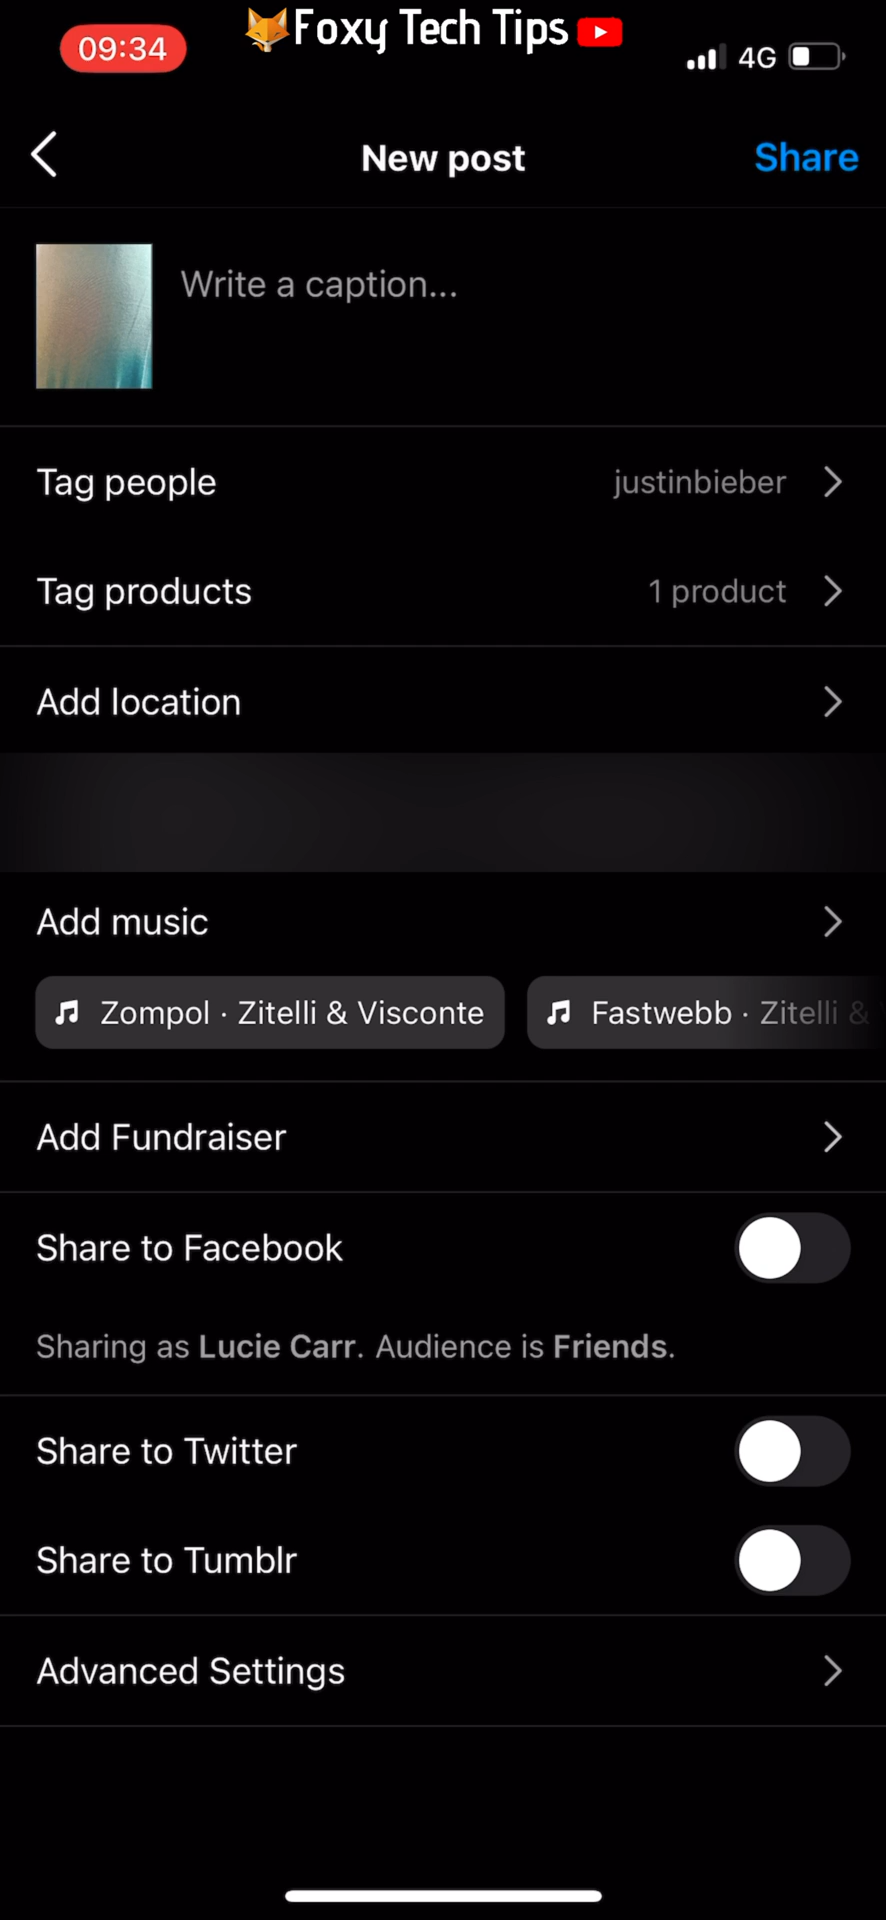 09:34
Foxy Tech Tips
4G
New post
Share
Write a caption...
Tag people
justinbieber
Tag products
1 product
Add location
Add music
Zompol · Zitelli & Visconte
Fastwebb · Zitelli &
Add Fundraiser
Share to Facebook
Sharing as Lucie Carr. Audience is Friends.
Share to Twitter
Share to Tumblr
Advanced Settings